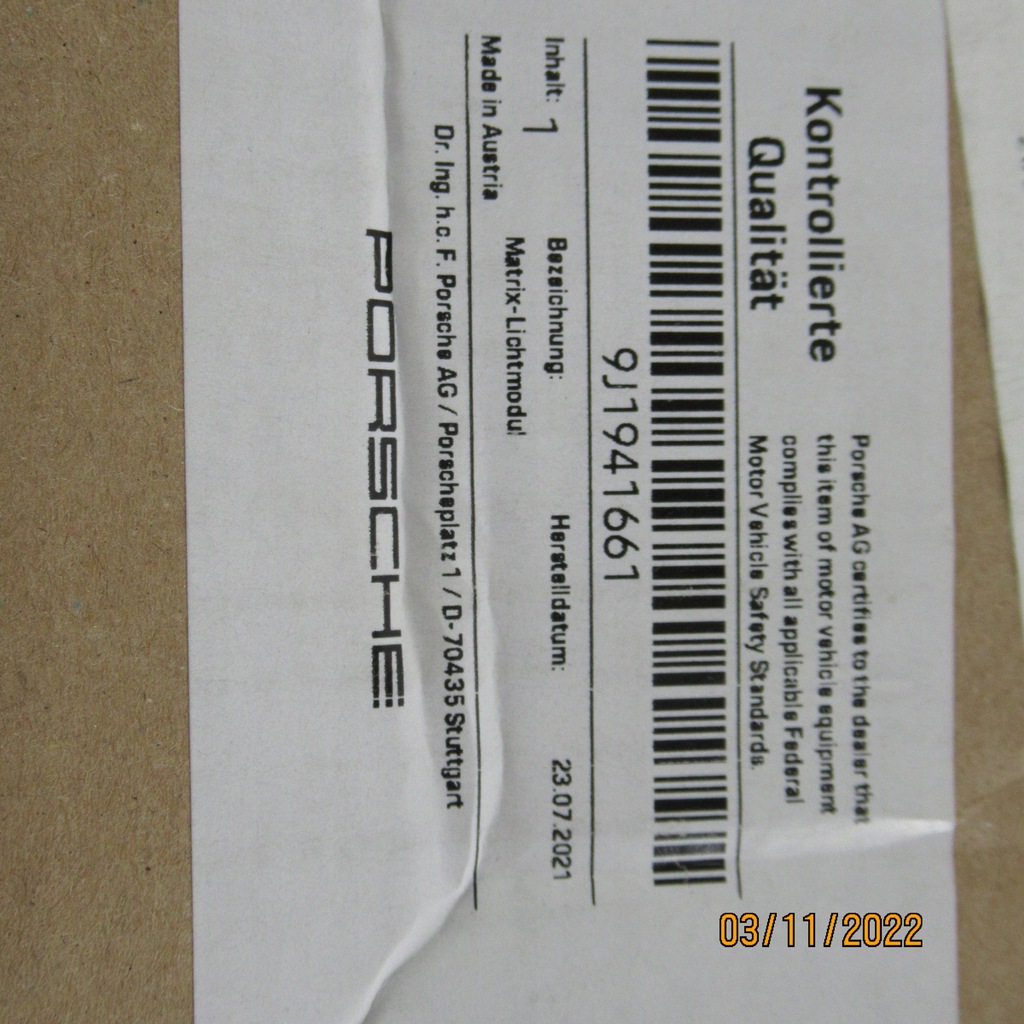 Kontrollierte
Qualität
Porsche AG certifies to the dealer that
this item of motor vehicle equipment
complies with all applicable Federal
Motor Vehicle Safety Standards.
9J1941661
Inhalt: 1
Bezeichnung:
Matrix-Lichtmodul
Herstelldatum: 23.07.2021
Made in Austria
Dr. Ing. h.c. F. Porsche AG / Porscheplatz 1 / D-70435 Stuttgart
PORSCHE
03/11/2022